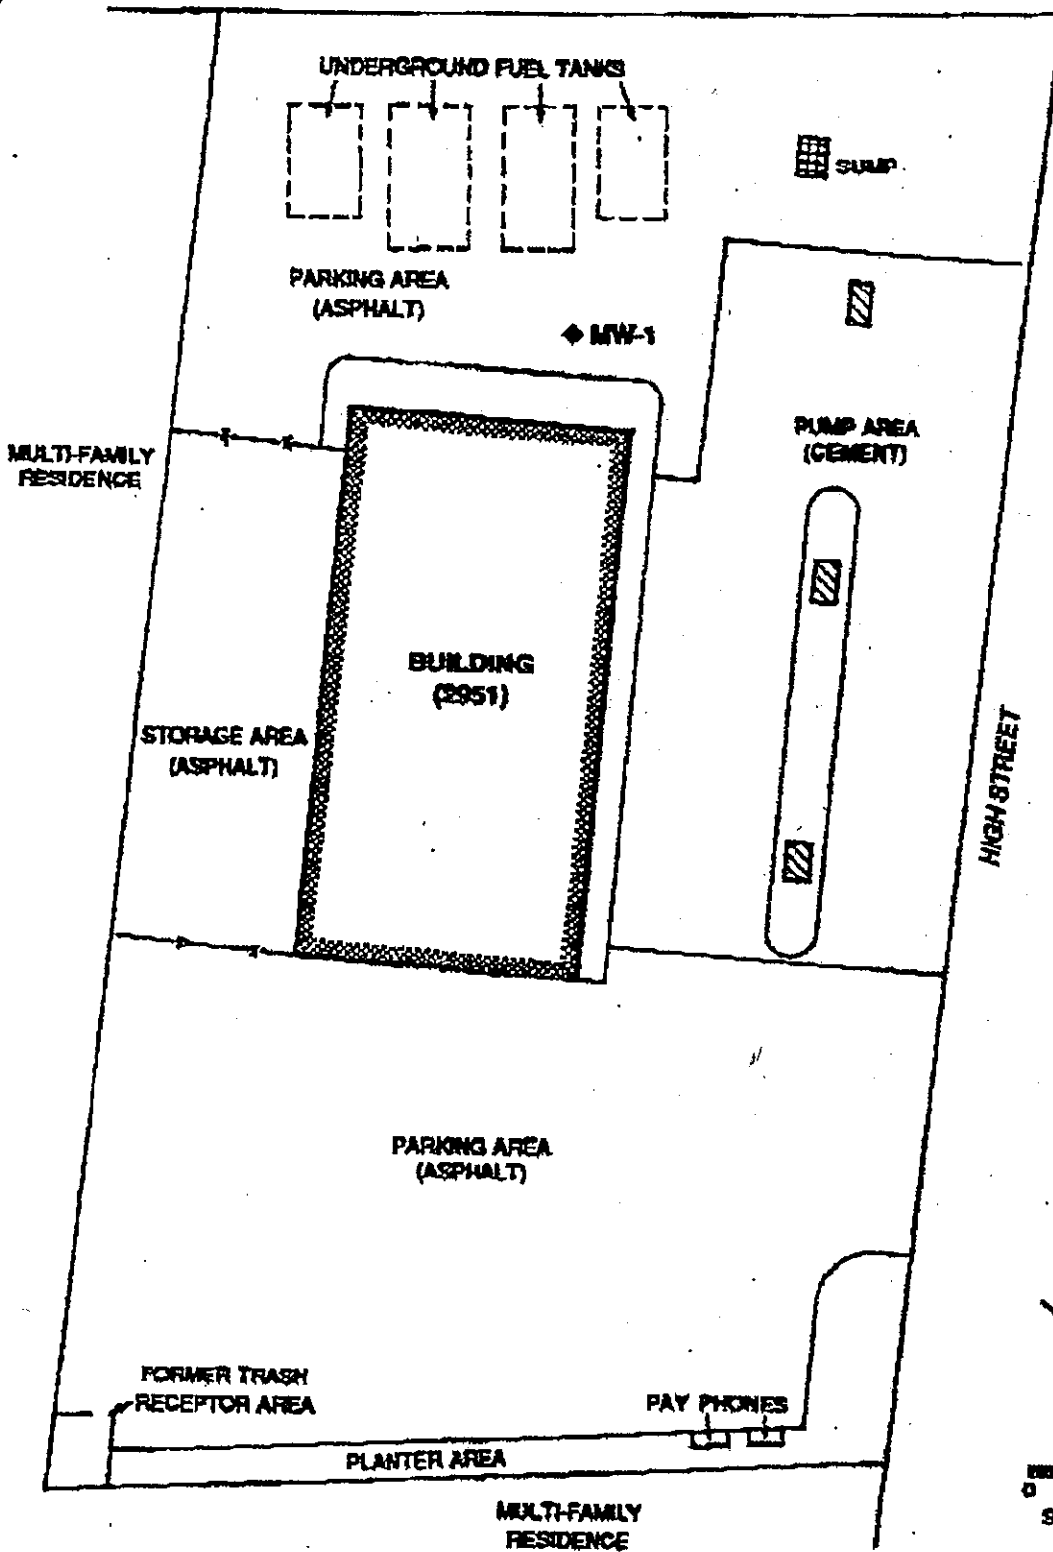 UNDERGROUND FUEL TANKS
SUMP
PARKING AREA
(ASPHALT)
MW-1
PUMP AREA
(CEMENT)
MULTI-FAMILY
RESIDENCE
BUILDING
(2951)
STORAGE AREA
(ASPHALT)
HIGH STREET
PARKING AREA
(ASPHALT)
FORMER TRASH
RECEPTOR AREA
PAY PHONES
PLANTER AREA
0
S
MULTI-FAMILY
RESIDENCE